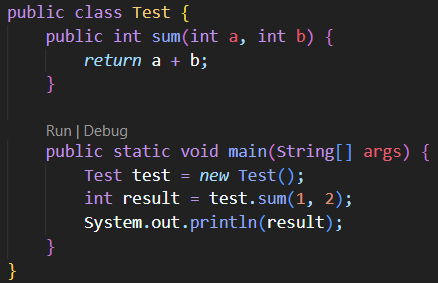 public class Test {
    public int sum(int a, int b) {
        return a + b;
    }
    Run | Debug
    public static void main(String[] args) {
        Test test = new Test();
        int result = test.sum(1, 2);
        System.out.println(result);
    }
}